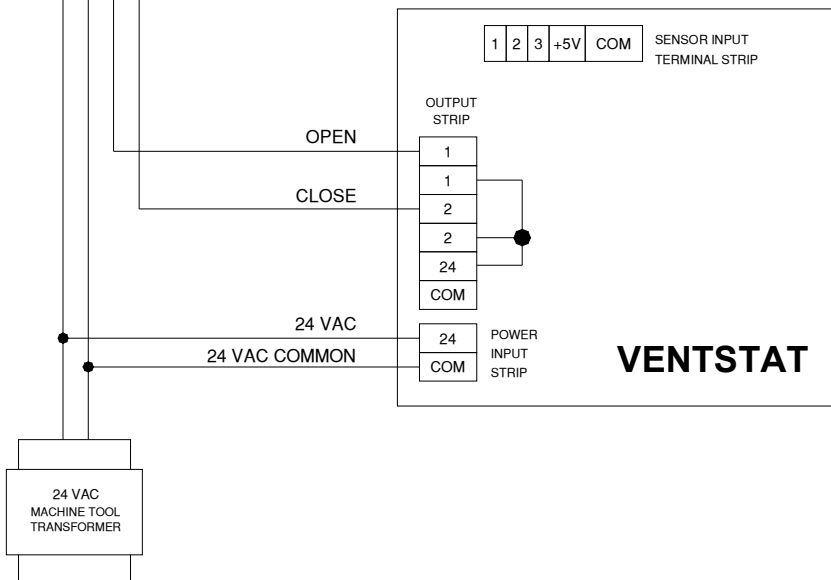 1 2 3 +5V COM
SENSOR INPUT
TERMINAL STRIP
OUTPUT
STRIP
OPEN
1
1
CLOSE
2
2
24
COM
24 VAC
24
24 VAC COMMON
COM
POWER
INPUT
STRIP
VENTSTAT
24 VAC
MACHINE TOOL
TRANSFORMER